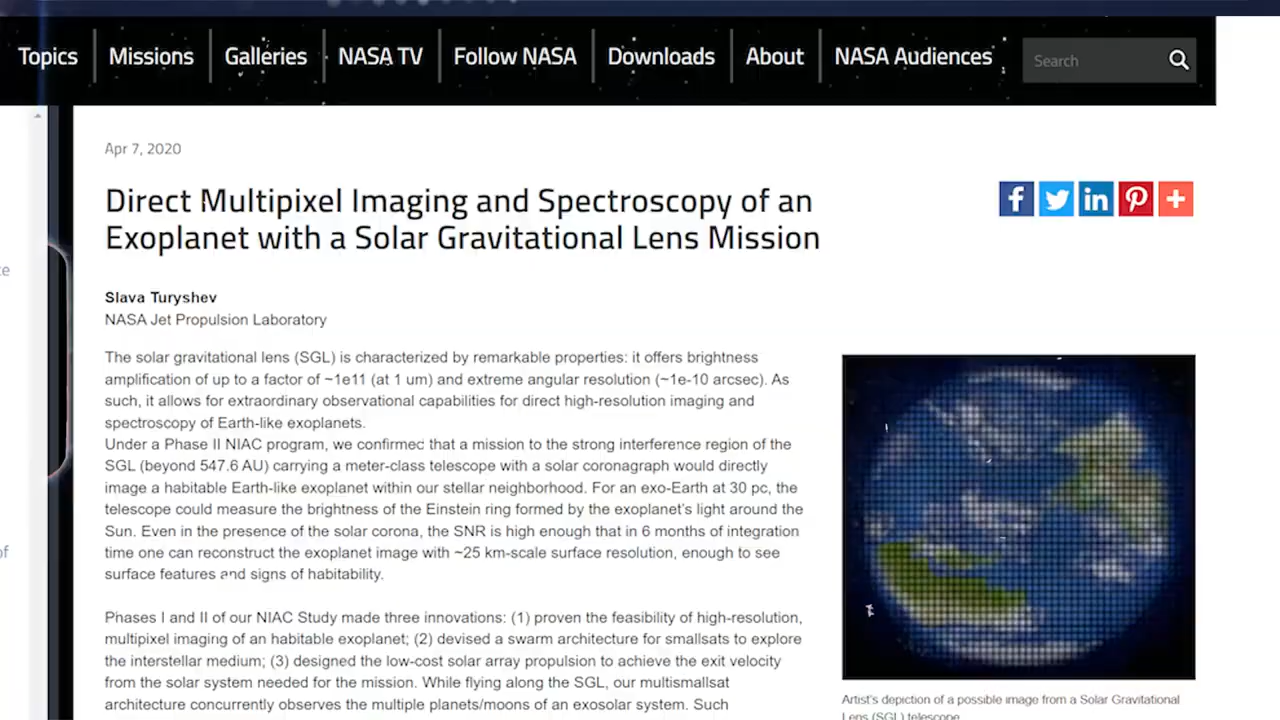 Topics Missions Galleries NASA TV Follow NASA Downloads About NASA Audiences Search
Apr 7, 2020
Direct Multipixel Imaging and Spectroscopy of an
Exoplanet with a Solar Gravitational Lens Mission
Slava Turyshev
NASA Jet Propulsion Laboratory
The solar gravitational lens (SGL) is characterized by remarkable properties: it offers brightness
amplification of up to a factor of ~1e11 (at 1 um) and extreme angular resolution (~1e-10 arcsec). As
such, it allows for extraordinary observational capabilities for direct high-resolution imaging and
spectroscopy of Earth-like exoplanets.
Under a Phase II NIAC program, we confirmed that a mission to the strong interference region of the
SGL (beyond 547.6 AU) carrying a meter-class telescope with a solar coronagraph would directly
image a habitable Earth-like exoplanet within our stellar neighborhood. For an exo-Earth at 30 pc, the
telescope could measure the brightness of the Einstein ring formed by the exoplanet's light around the
Sun. Even in the presence of the solar corona, the SNR is high enough that in 6 months of integration
time one can reconstruct the exoplanet image with ~25 km-scale surface resolution, enough to see
surface features and signs of habitability.
Phases I and II of our NIAC Study made three innovations: (1) proven the feasibility of high-resolution,
multipixel imaging of an habitable exoplanet; (2) devised a swarm architecture for smallsats to explore
the interstellar medium; (3) designed the low-cost solar array propulsion to achieve the exit velocity
from the solar system needed for the mission. While flying along the SGL, our multismallsat
architecture concurrently observes the multiple planets/moons of an exosolar system. Such
Artist's depiction of a possible image from a Solar Gravitational
Lens (SGL) telescope
of